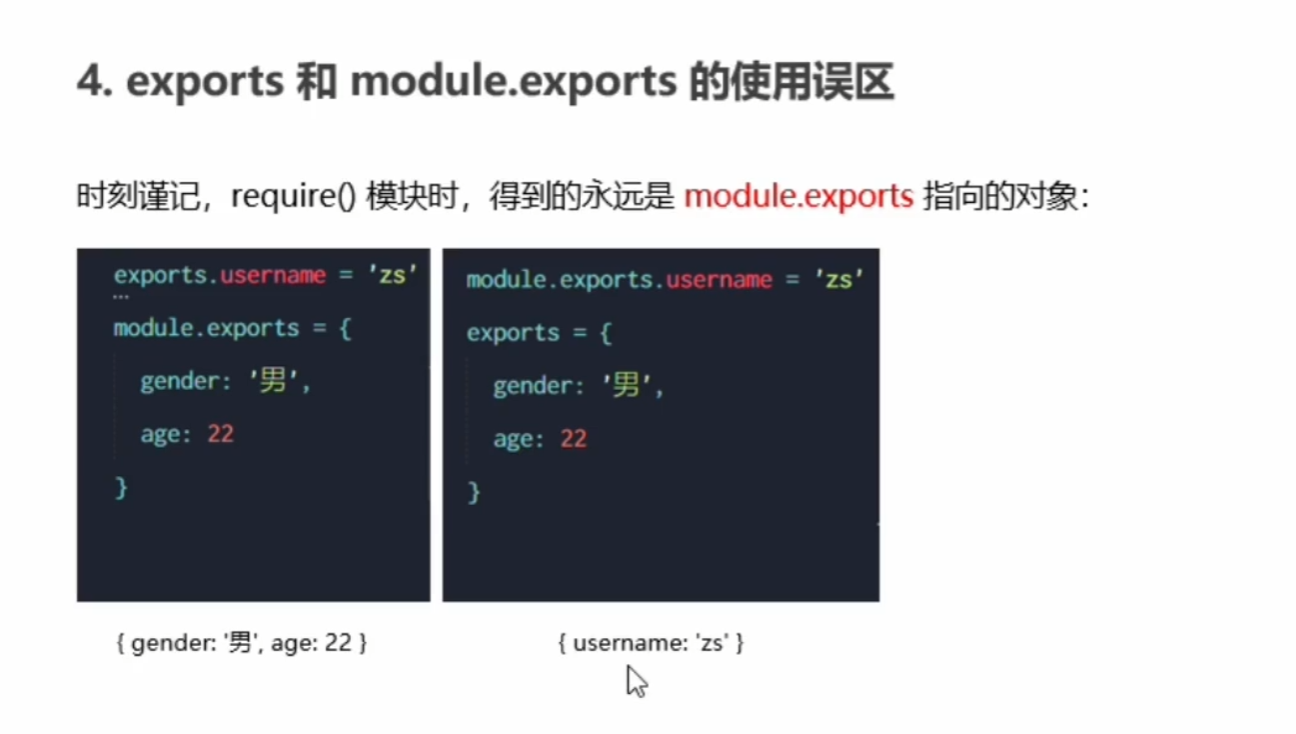 4. exports 和 module.exports 的使用误区
时刻谨记，require() 模块时，得到的永远是 module.exports 指向的对象：
exports.username = 'zs'
...
module.exports = {
gender: '男',
age: 22
}
module.exports.username = 'zs'
exports = {
gender: '男',
age: 22
}
{ gender: '男', age: 22 }
{ username: 'zs' }